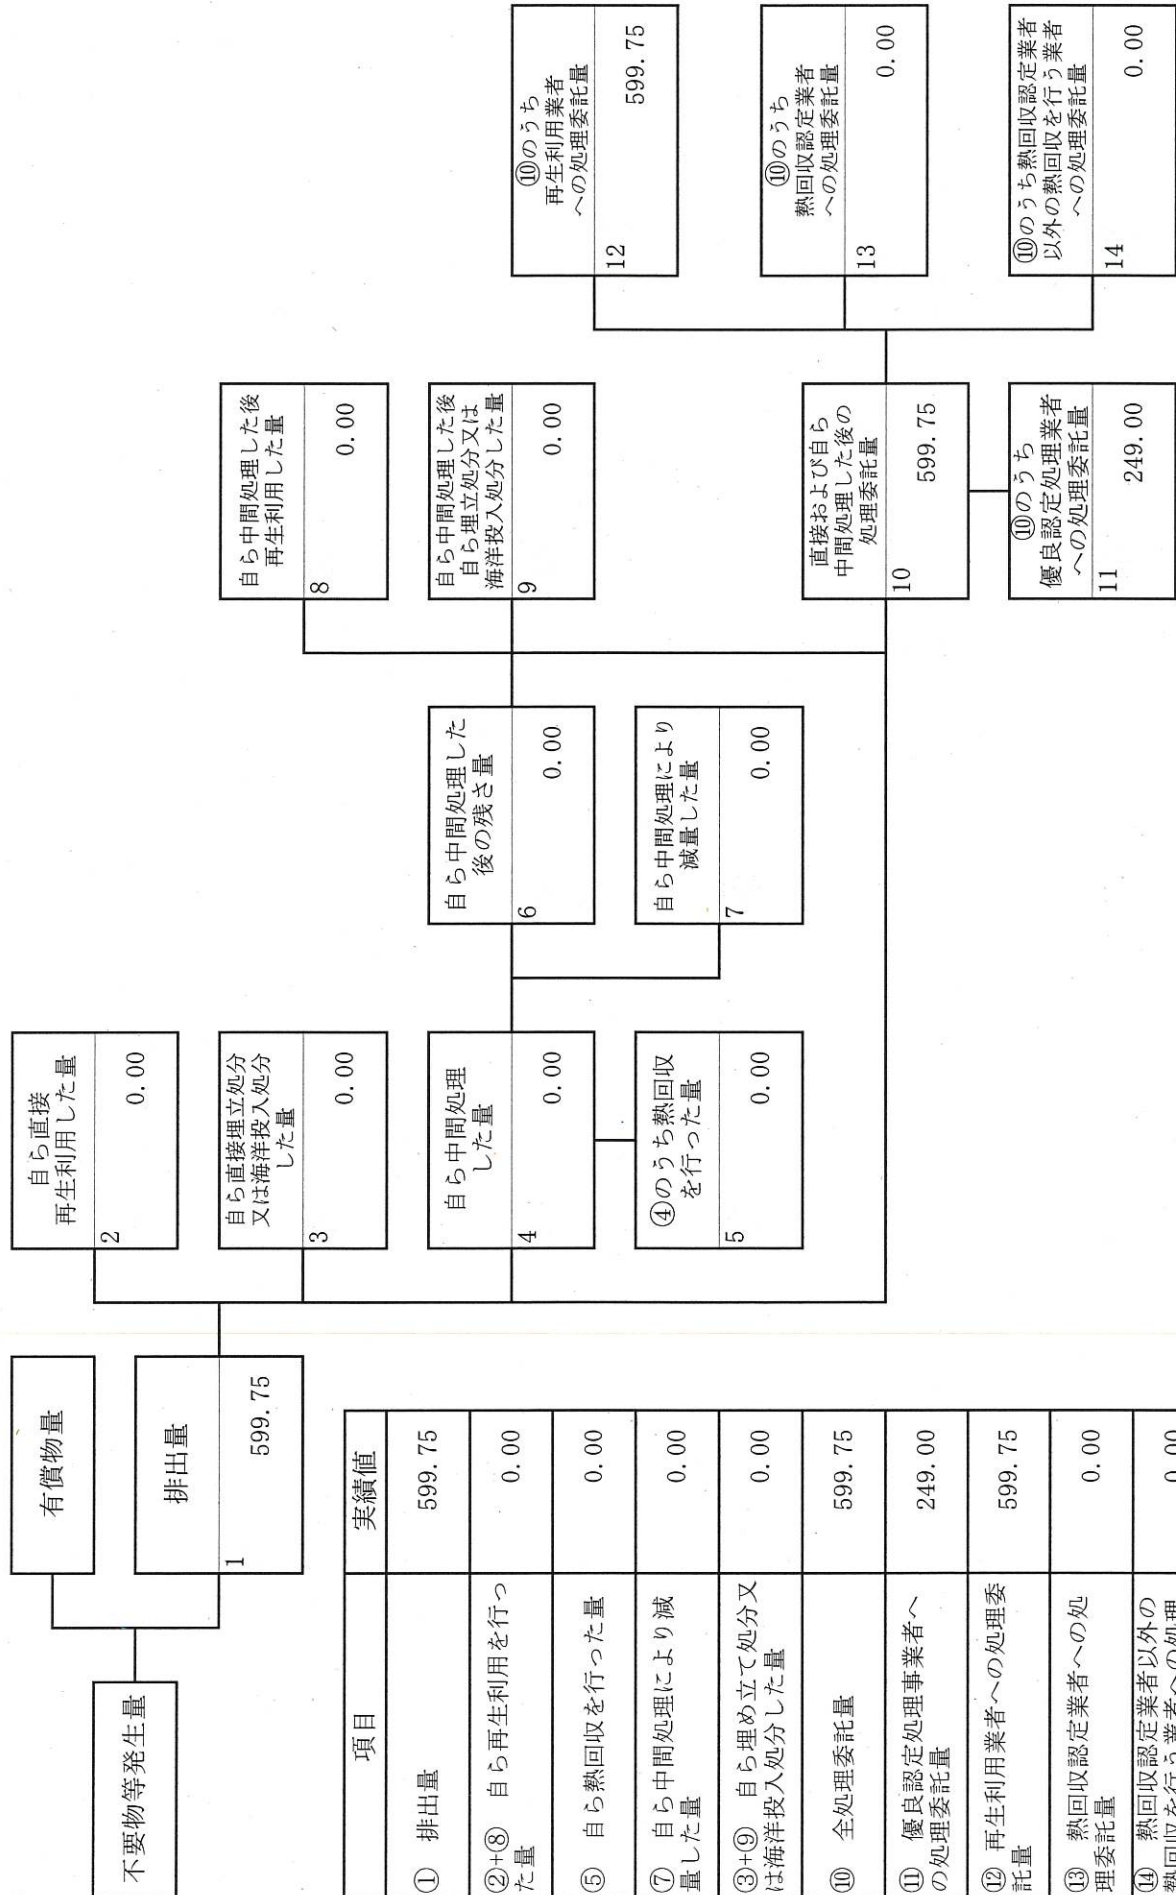 不要物等発生量
有償物量
排出量
1
599.75
自ら直接
再生利用した量
2
0.00
自ら直接埋立処分
又は海洋投入処分
した量
3
0.00
自ら中間処理
した量
4
0.00
④のうち熱回収
を行った量
5
0.00
自ら中間処理した
後の残さ量
6
0.00
自ら中間処理により
減量した量
7
0.00
自ら中間処理した後
再生利用した量
8
0.00
自ら中間処理した後
自ら埋立処分又は
海洋投入処分した量
9
0.00
直接および自ら
中間処理した後の
処理委託量
10
599.75
⑩のうち
優良認定処理業者
への処理委託量
11
249.00
⑩のうち
再生利用業者
への処理委託量
12
599.75
⑩のうち
熱回収認定業者
への処理委託量
13
0.00
⑩のうち熱回収認定業者
以外の熱回収を行う業者
への処理委託量
14
0.00
項目 実績値
① 排出量 599.75
②+⑧ 自ら再生利用を行っ
た量 0.00
⑤ 自ら熱回収を行った量 0.00
⑦ 自ら中間処理により減
量した量 0.00
③+⑨ 自ら埋め立て処分又
は海洋投入処分した量 0.00
⑩ 全処理委託量 599.75
⑪ 優良認定処理事業者へ
の処理委託量 249.00
⑫ 再生利用業者への処理委
託量 599.75
⑬ 熱回収認定業者への処
理委託量 0.00
⑭ 熱回収認定業者以外の
熱回収を行う業者への処理
0.00